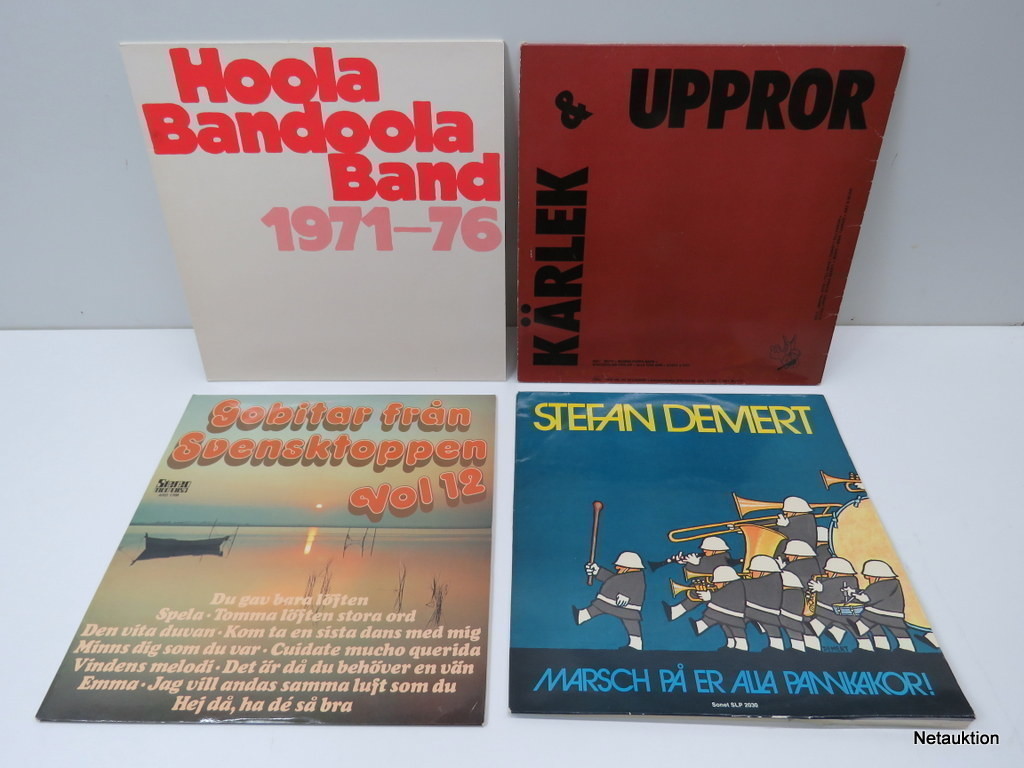 Hoola
Bandoola
Band
1971—76
KÄRLEK & UPPROR
Gobitar från
Svensktoppen
Vol 12
Du gav bara löften
Spela · Tomma löften stora ord
Den vita duvan · Kom ta en sista dans med mig
Minns dig som du var · Cuidate mucho querida
Vindens melodi · Det är då du behöver en vän
Emma · Jag vill andas samma luft som du
Hej då, ha de så bra
STEFAN DEMERT
MARSCH PÅ ER ALLA PANNKAKOR!
Sonet SLP 2030
Netauktion